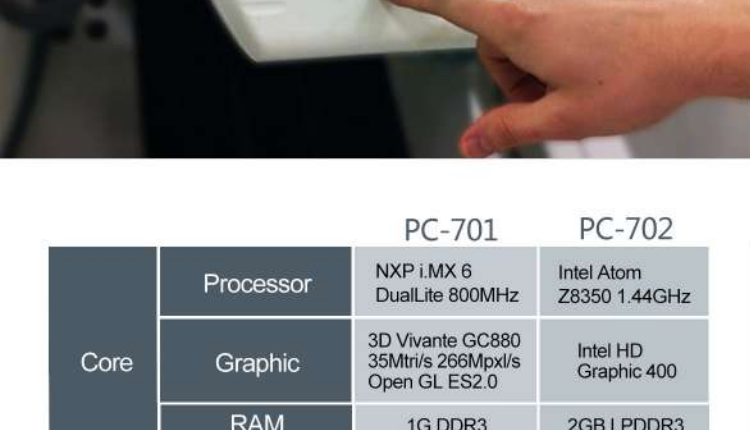 PC-701 PC-702
Core
Processor
NXP i.MX 6
DualLite 800MHz
Intel Atom
Z8350 1.44GHz
Graphic
3D Vivante GC880
35Mtri/s 266Mpxl/s
Open GL ES2.0
Intel HD
Graphic 400
RAM
1G DDR3
2GB LPDDR3